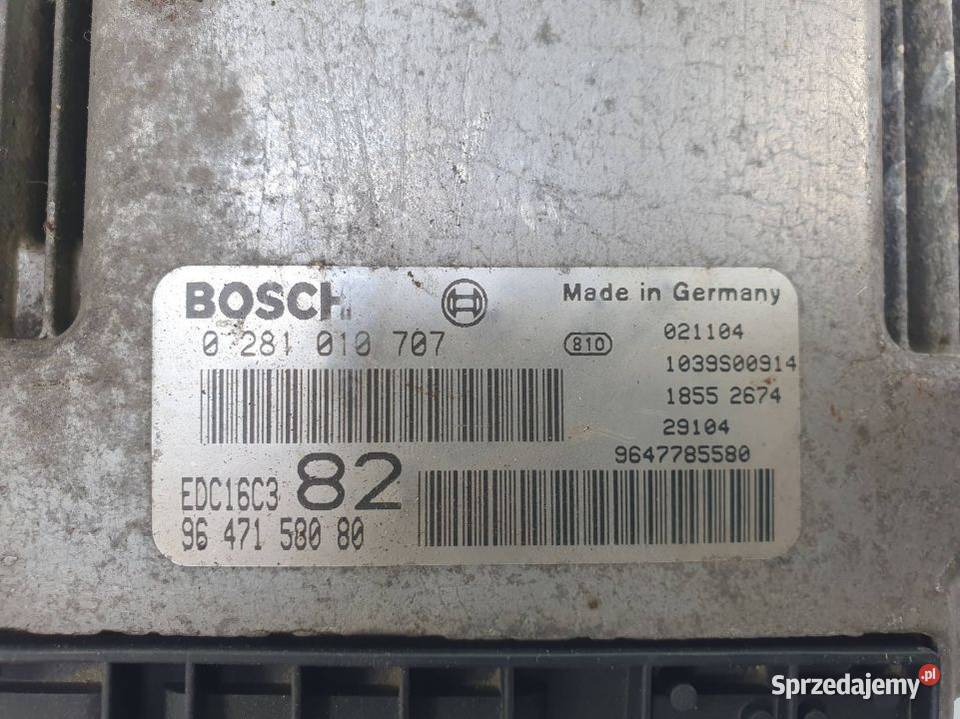 BOSCH
Made in Germany
0 281 010 707
810
021104
1039S00914
1855 2674
29104
9647785580
EDC16C3 82
96 471 580 80
Sprzedajemy.pl